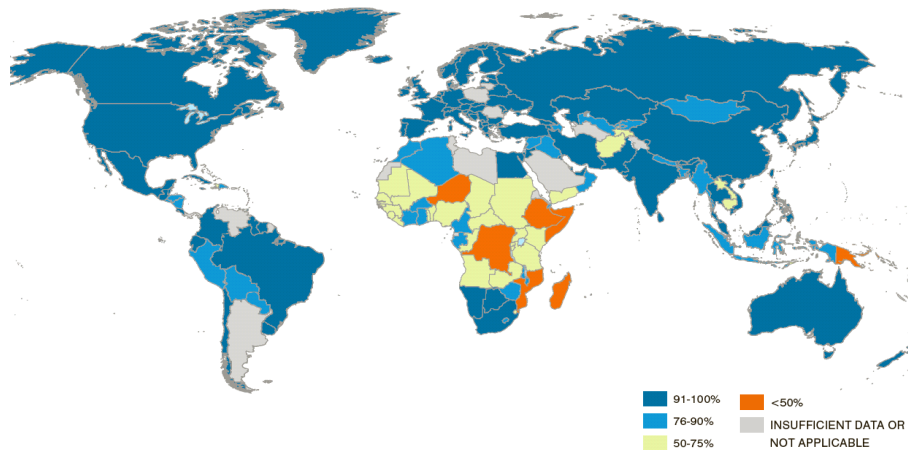 91-100%
76-90%
50-75%
<50%
INSUFFICIENT DATA OR
NOT APPLICABLE